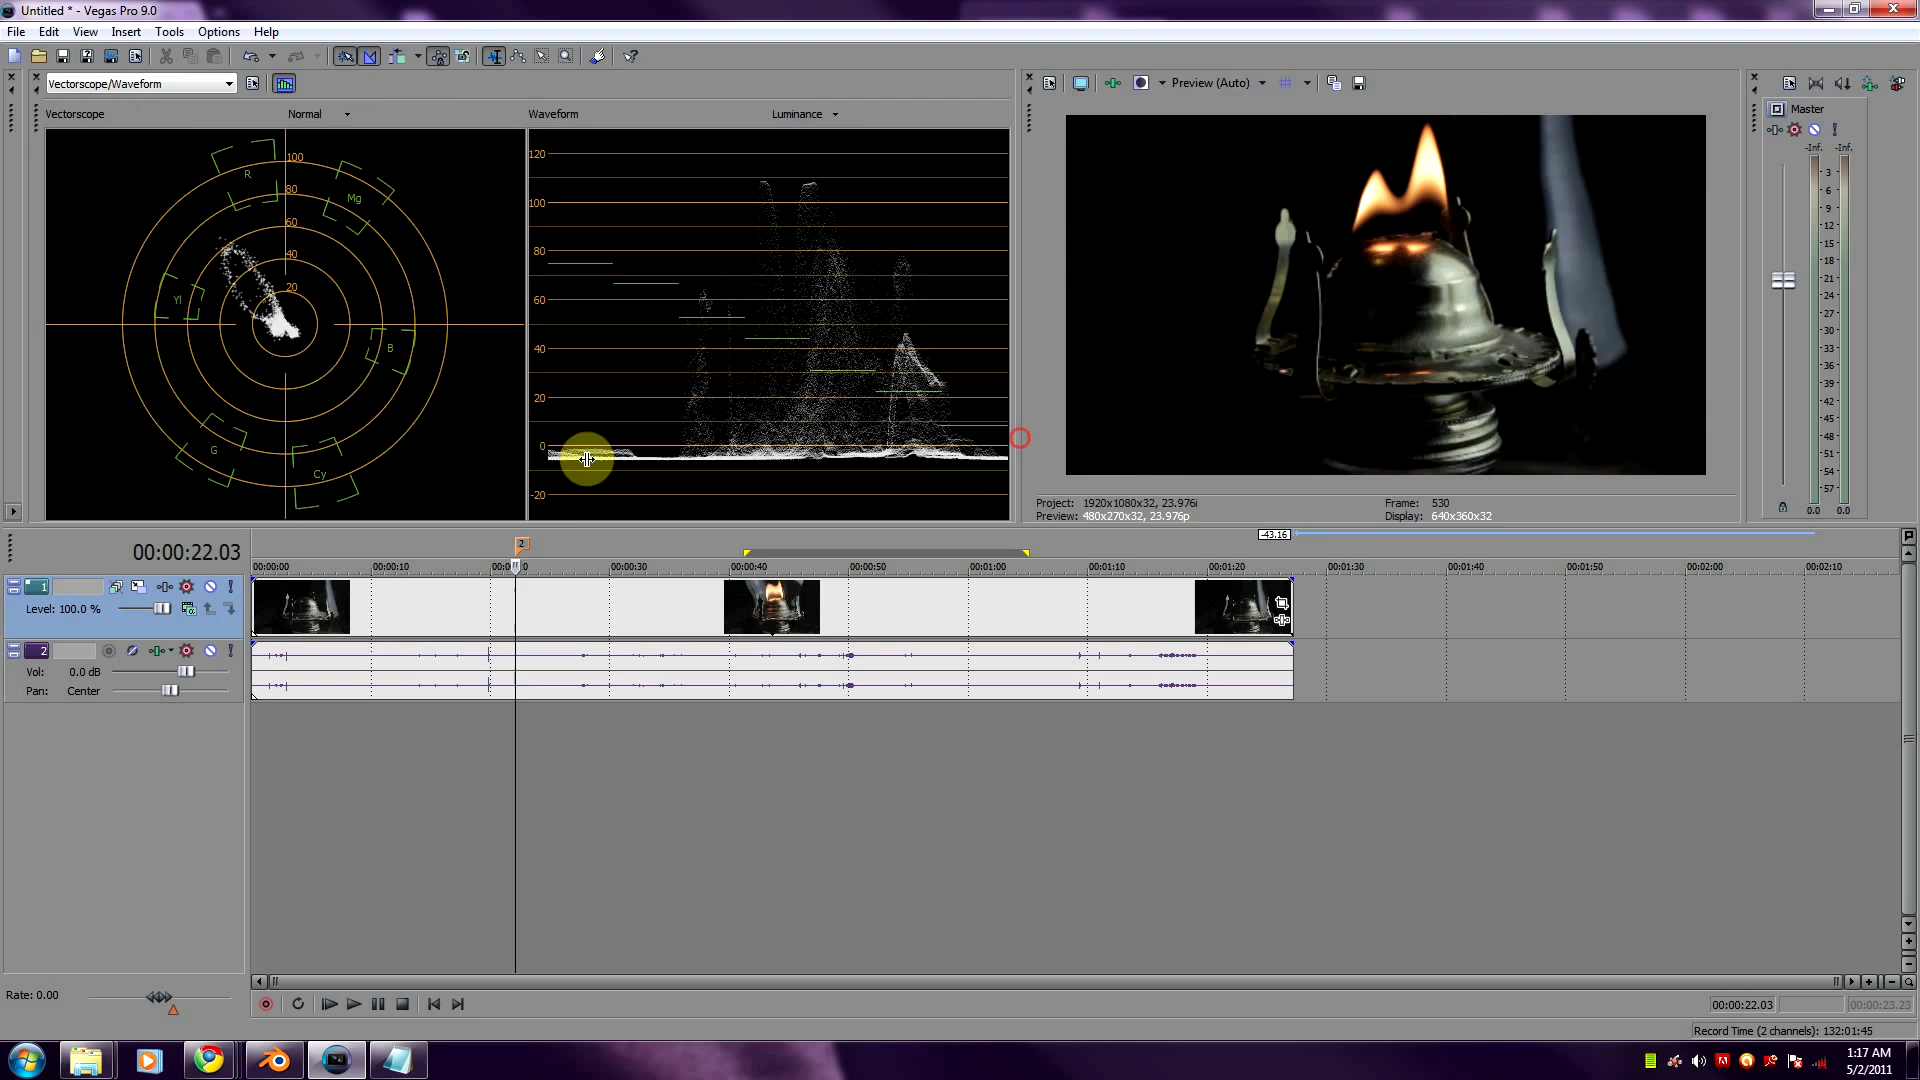 Untitled * - Vegas Pro 9.0
File Edit View Insert Tools Options Help
Vectorscope/Waveform
Preview (Auto)
Vectorscope
Normal
Waveform
Luminance
Master
-Inf. -Inf.
R
Mg
Yl
B
G
Cy
100
80
60
40
20
120
100
80
60
40
20
0
-20
3
6
9
12
15
18
21
24
27
30
33
36
39
42
45
48
51
54
57
0.0 0.0
Project: 1920x1080x32, 23.976i
Preview: 480x270x32, 23.976p
Frame: 530
Display: 640x360x32
-43.16
00:00:22.03
2
00:00:00 00:00:10 00:00:30 00:00:40 00:00:50 00:01:00 00:01:10 00:01:20 00:01:30 00:01:40 00:01:50 00:02:00 00:02:10
1
Level: 100.0 %
2
Vol: 0.0 dB
Pan: Center
Rate: 0.00
00:00:22.03
00:00:23.23
Record Time (2 channels): 132:01:45
1:17 AM
5/2/2011